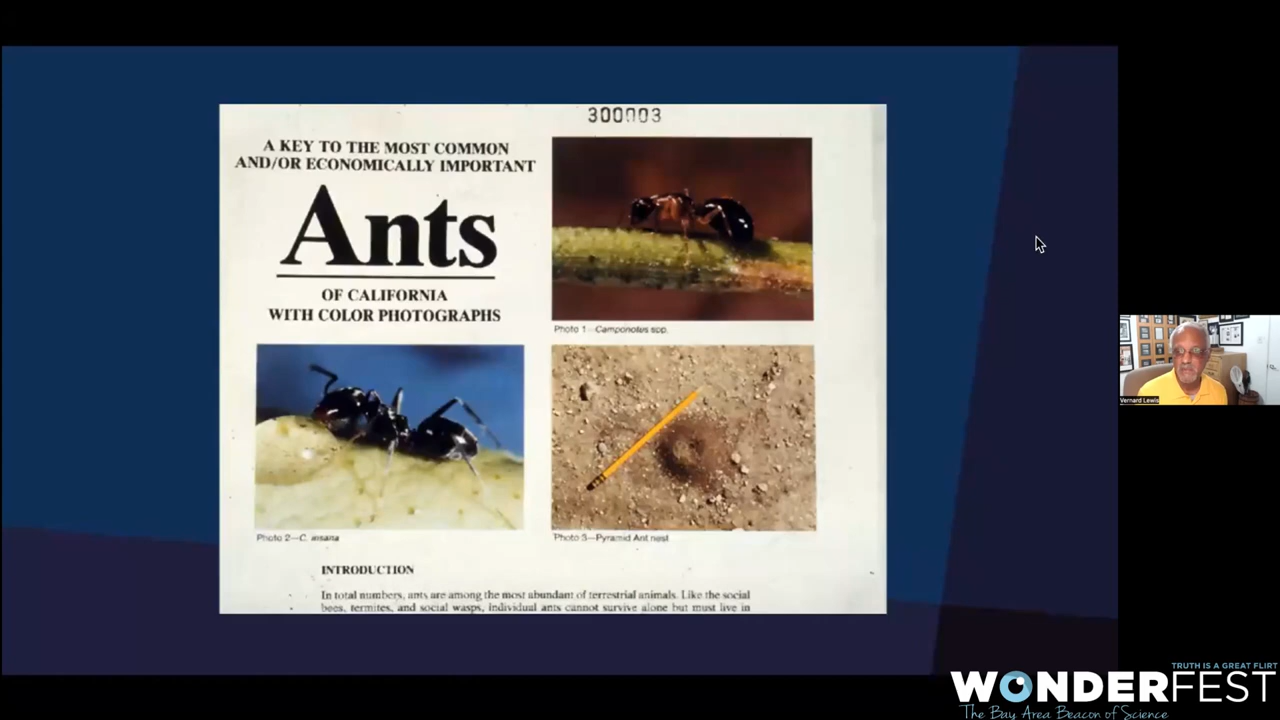 300003
A KEY TO THE MOST COMMON
AND/OR ECONOMICALLY IMPORTANT
Ants
OF CALIFORNIA
WITH COLOR PHOTOGRAPHS
Photo 1—Camponotus spp.
Photo 2—C. insana
Photo 3—Pyramid Ant nest
INTRODUCTION
In total numbers, ants are among the most abundant of terrestrial animals. Like the social
bees, termites, and social wasps, individual ants cannot survive alone but must live in
Vernard Lewis
TRUTH IS A GREAT FLIRT
WONDERFEST
The Bay Area Beacon of Science